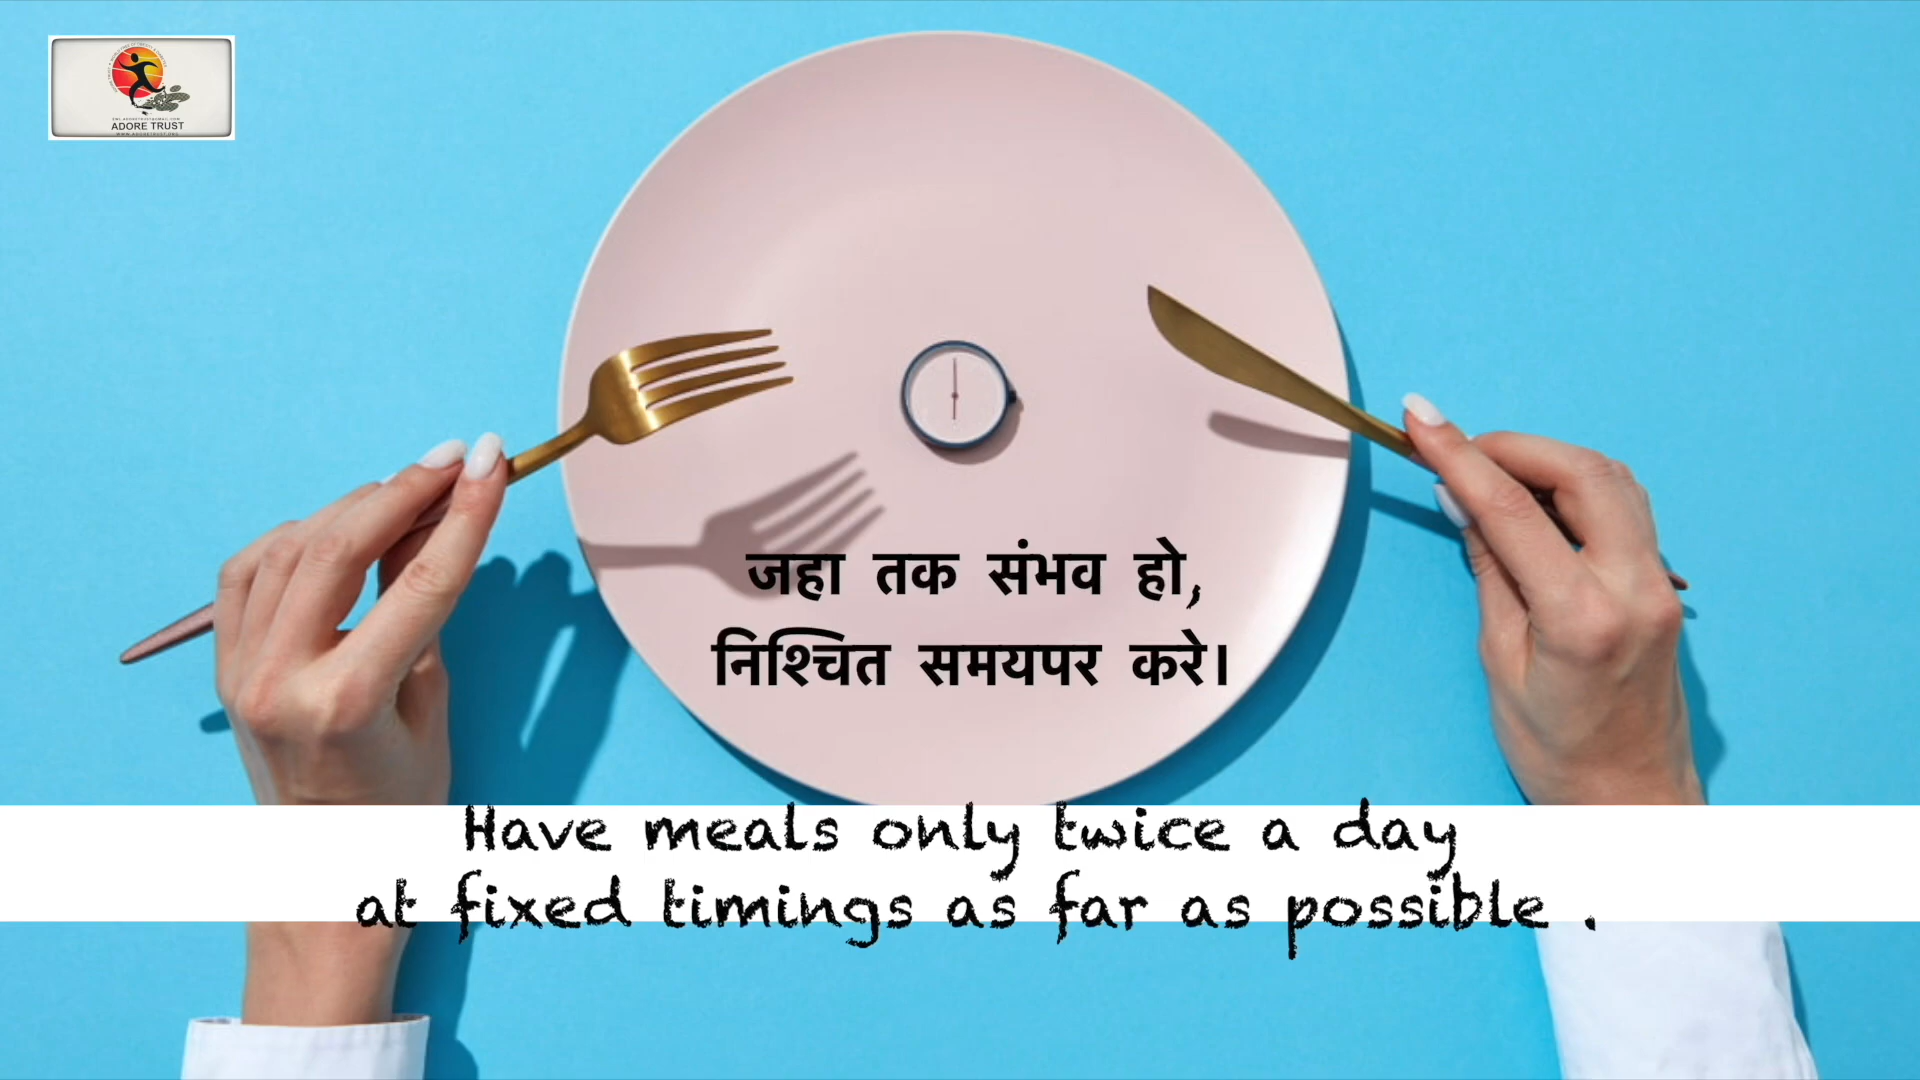 ADORE TRUST
जहा तक संभव हो,
निश्चित समयपर करे।
Have meals only twice a day
at fixed timings as far as possible .